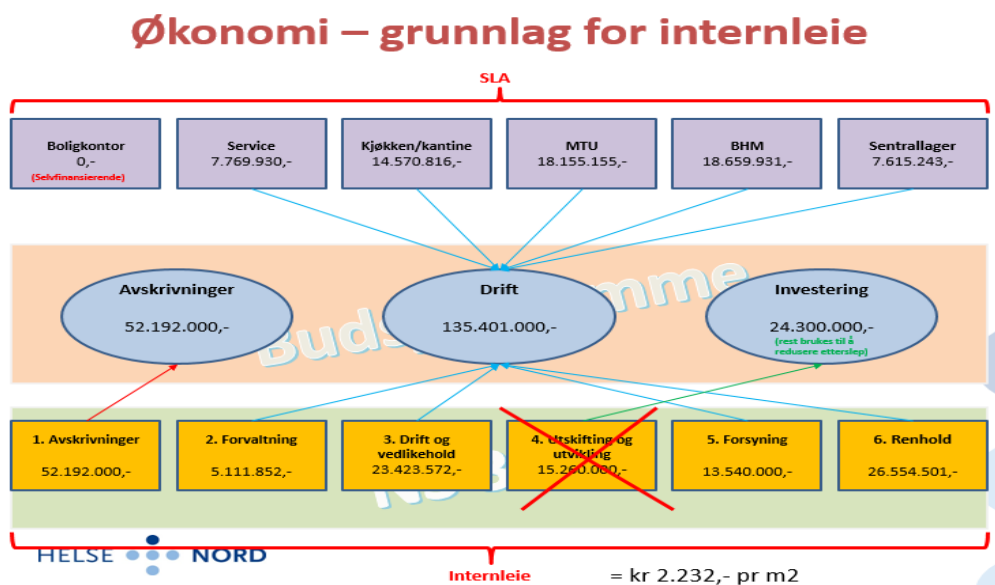 Økonomi – grunnlag for internleie
SLA
Boligkontor
0,-
(Selvfinansierende)
Service
7.769.930,-
Kjøkken/kantine
14.570.816,-
MTU
18.155.155,-
BHM
18.659.931,-
Sentrallager
7.615.243,-
Avskrivninger
52.192.000,-
Drift
135.401.000,-
Investering
24.300.000,-
(rest brukes til å
redusere etterslep)
1. Avskrivninger
52.192.000,-
2. Forvaltning
5.111.852,-
3. Drift og
vedlikehold
23.423.572,-
4. Utskifting og
utvikling
15.260.000,-
5. Forsyning
13.540.000,-
6. Renhold
26.554.501,-
HELSE NORD
Internleie
= kr 2.232,- pr m2